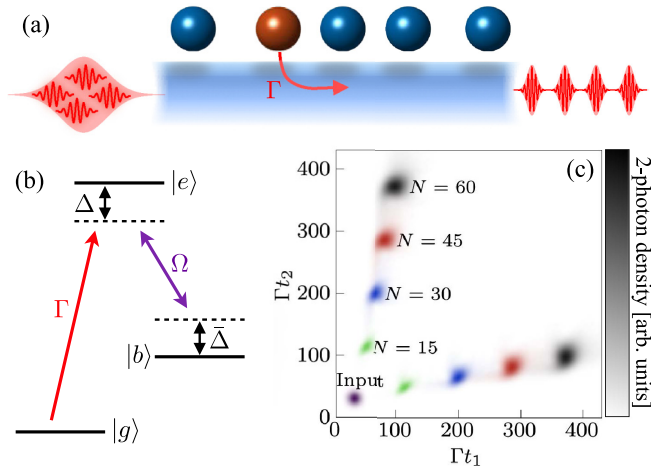 (a)
Γ
(b)
|e⟩
Δ
Ω
Γ
Δ̄
|b⟩
|g⟩
(c)
400
300
200
100
0
Γt₂
N = 60
N = 45
N = 30
N = 15
Input
0 100 200 300 400
Γt₁
2-photon density [arb. units]